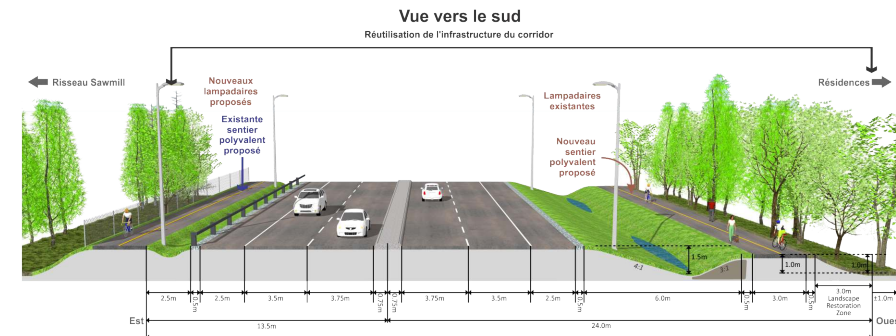 Vue vers le sud
Réutilisation de l'infrastructure du corridor
Risseau Sawmill
Résidences
Nouveaux
lampadaires
proposés
Existante
sentier
polyvalent
proposé
Lampadaires
existantes
Nouveau
sentier
polyvalent
proposé
1.5m
4:1
3:1
1.0m
1.0m
2.5m
0.5m
2.5m
3.5m
3.75m
0.75m
0.75m
3.75m
3.5m
2.5m
0.5m
6.0m
0.5m
3.0m
0.5m
3.0m
Landscape
Restoration
Zone
±1.0m
Est
13.5m
24.0m
Oues